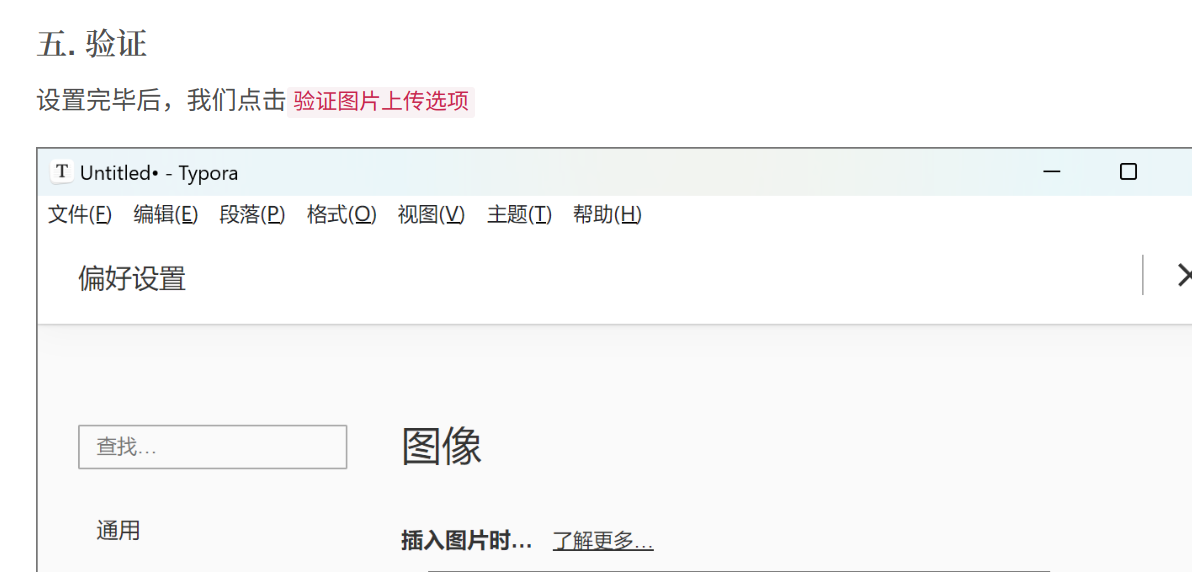 五. 验证
设置完毕后，我们点击 验证图片上传选项
T Untitled• - Typora
文件(F) 编辑(E) 段落(P) 格式(O) 视图(V) 主题(T) 帮助(H)
偏好设置
查找...
图像
通用
插入图片时... 了解更多...